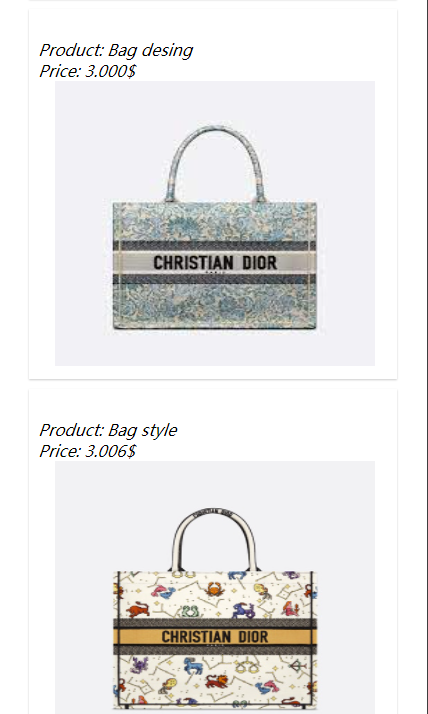 Product: Bag desing
Price: 3.000$
CHRISTIAN DIOR
PARIS
Product: Bag style
Price: 3.006$
CHRISTIAN DIOR
CHRISTIAN DIOR